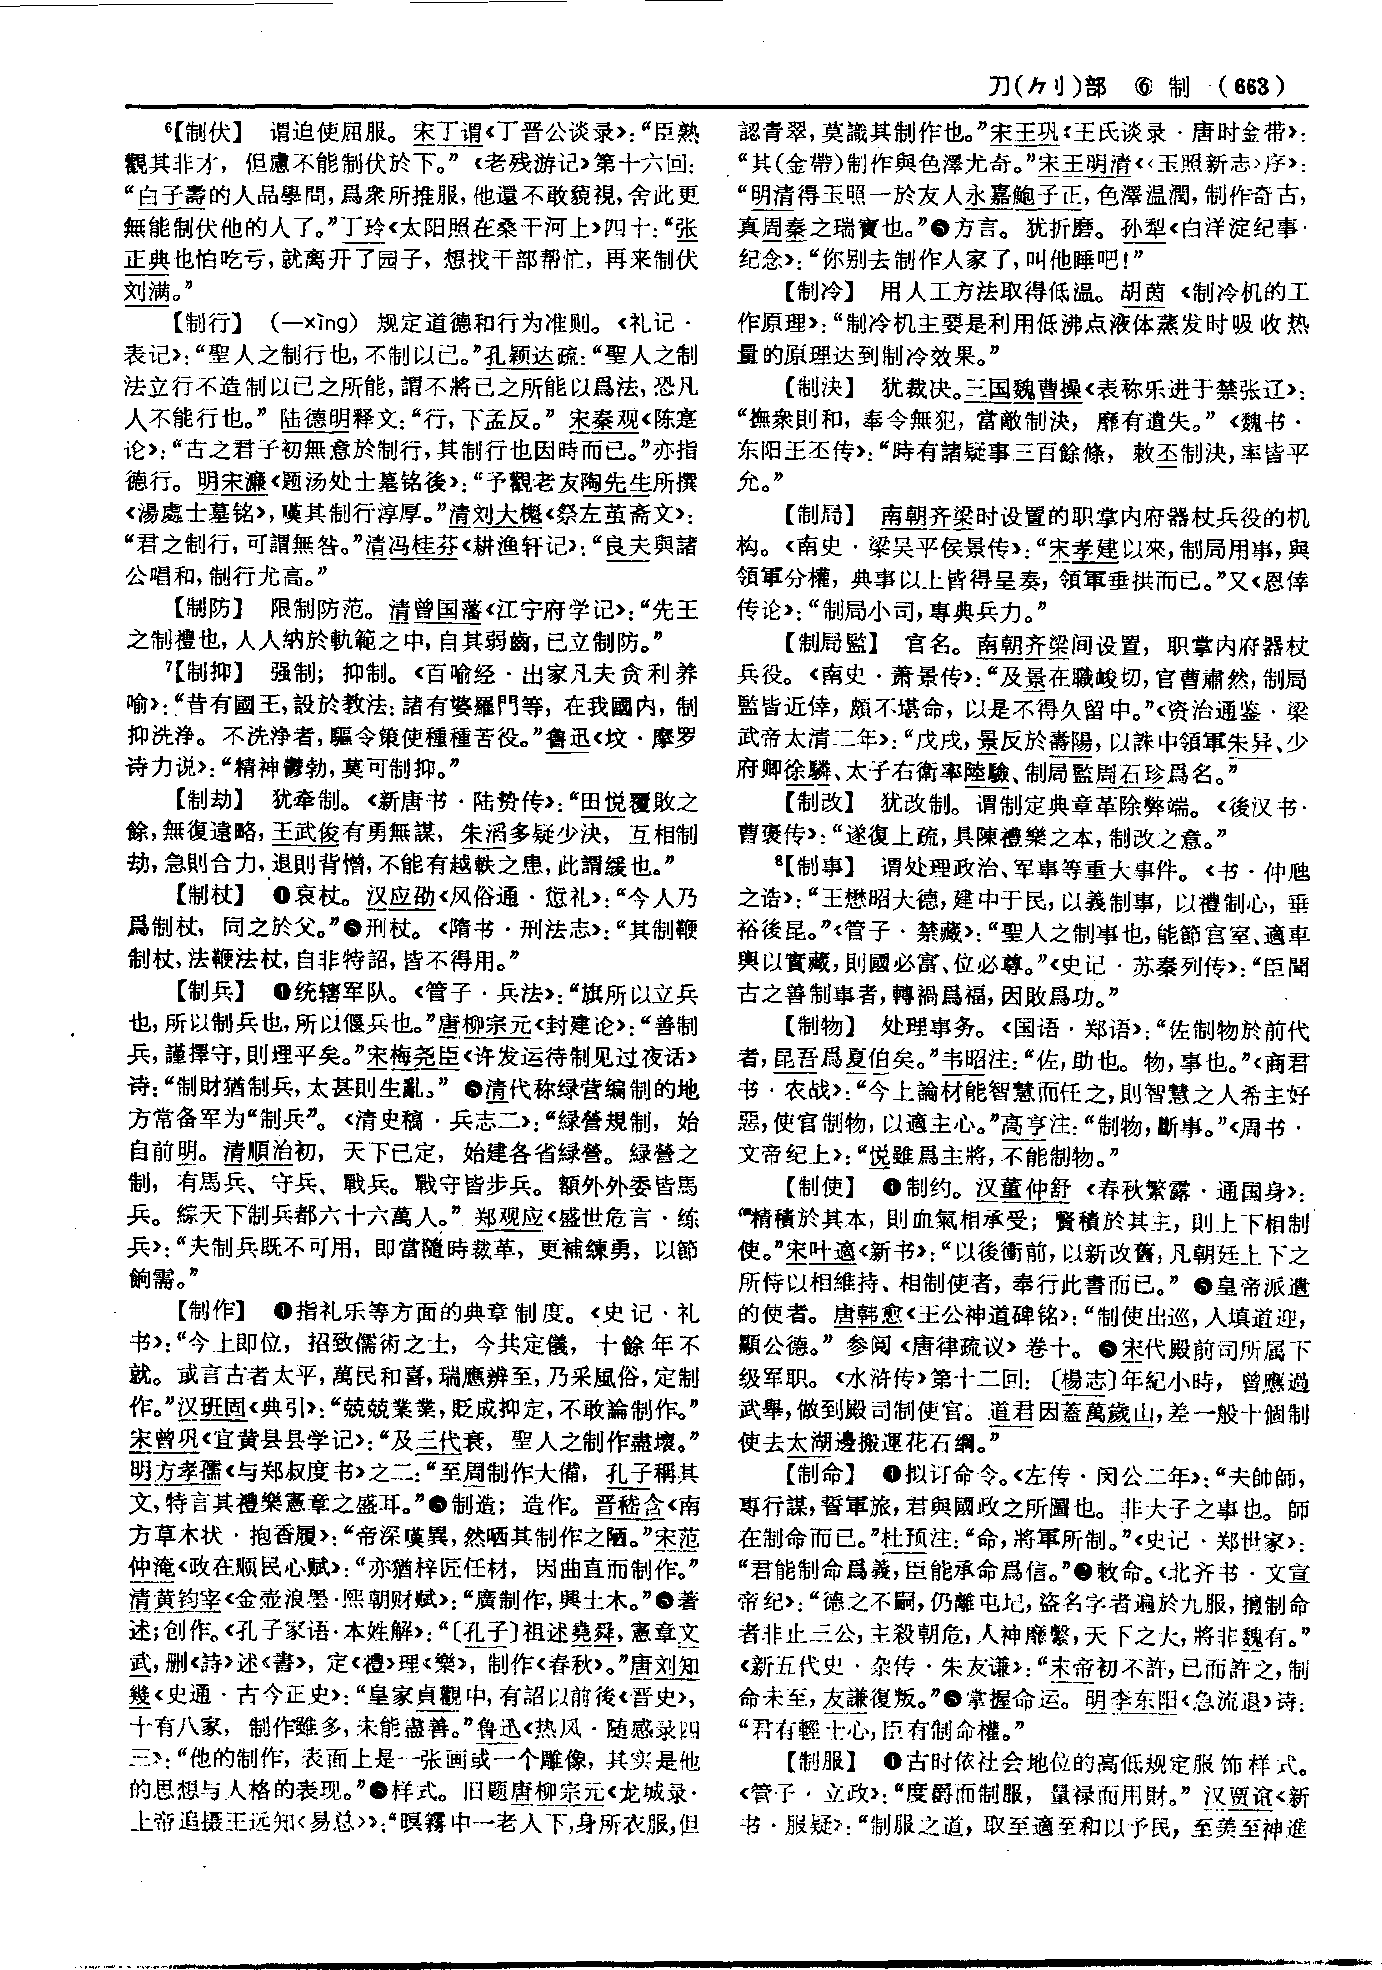 刀(⺈刂)部 ⑥ 制 (663)
⁶【制伏】 谓迫使屈服。宋丁谓《丁晋公谈录》：“臣熟
觀其非才，但慮不能制伏於下。”《老残游记》第十六回：
“白子壽的人品學問，爲衆所推服，他還不敢藐視，舍此更
無能制伏他的人了。”丁玲《太阳照在桑干河上》四十：“张
正典也怕吃亏，就离开了园子，想找干部帮忙，再来制伏
刘满。”
【制行】 （—xìng）规定道德和行为准则。《礼记·
表记》：“聖人之制行也，不制以己。”孔颖达疏：“聖人之制
法立行不造制以己之所能，謂不將己之所能以爲法，恐凡
人不能行也。”陆德明释文：“行，下孟反。”宋秦观《陈寔
论》：“古之君子初無意於制行，其制行也因時而已。”亦指
德行。明宋濂《题汤处士墓铭後》：“予觀老友陶先生所撰
《湯處士墓铭》，嘆其制行淳厚。”清刘大櫆《祭左茧斋文》：
“君之制行，可謂無咎。”清冯桂芬《耕渔轩记》：“良夫與諸
公唱和，制行尤高。”
【制防】 限制防范。清曾国藩《江宁府学记》：“先王
之制禮也，人人纳於軌範之中，自其弱齒，已立制防。”
⁷【制抑】 强制；抑制。《百喻经·出家凡夫贪利养
喻》：“昔有國王，設於教法：諸有婆羅門等，在我國内，制
抑洗浄。不洗浄者，驅令策使種種苦役。”鲁迅《坟·摩罗
诗力说》：“精神鬱勃，莫可制抑。”
【制劫】 犹牵制。《新唐书·陆贽传》：“田悦覆敗之
餘，無復遠略，王武俊有勇無謀，朱滔多疑少決，互相制
劫，急則合力，退則背憎，不能有越軼之患，此謂緩也。”
【制杖】 ❶哀杖。汉应劭《风俗通·愆礼》：“今人乃
爲制杖，同之於父。”❷刑杖。《隋书·刑法志》：“其制鞭
制杖，法鞭法杖，自非特詔，皆不得用。”
【制兵】 ❶统辖军队。《管子·兵法》：“旗所以立兵
也，所以制兵也，所以偃兵也。”唐柳宗元《封建论》：“善制
兵，謹擇守，則理平矣。”宋梅尧臣《许发运待制见过夜话》
诗：“制財猶制兵，太甚則生亂。”❷清代称绿营编制的地
方常备军为“制兵”。《清史稿·兵志二》：“緑營規制，始
自前明。清順治初，天下已定，始建各省緑營。緑營之
制，有馬兵、守兵、戰兵。戰守皆步兵。額外外委皆馬
兵。綜天下制兵都六十六萬人。”郑观应《盛世危言·练
兵》：“夫制兵既不可用，即當隨時裁革，更補練勇，以節
餉需。”
【制作】 ❶指礼乐等方面的典章制度。《史记·礼
书》：“今上即位，招致儒術之士，今共定儀，十餘年不
就。或言古者太平，萬民和喜，瑞應辨至，乃采風俗，定制
作。”汉班固《典引》：“兢兢業業，貶成抑定，不敢論制作。”
宋曾巩《宜黄县县学记》：“及三代衰，聖人之制作盡壞。”
明方孝孺《与郑叔度书》之二：“至周制作大備，孔子稱其
文，特言其禮樂憲章之盛耳。”❷制造；造作。晋嵇含《南
方草木状·抱香履》：“帝深嘆異，然哂其制作之陋。”宋范
仲淹《政在顺民心赋》：“亦猶梓匠任材，因曲直而制作。”
清黄钧宰《金壶浪墨·熙朝财赋》：“廣制作，興土木。”❸著
述；创作。《孔子家语·本姓解》：“〔孔子〕祖述堯舜，憲章文
武，删《詩》述《書》，定《禮》理《樂》，制作《春秋》。”唐刘知
幾《史通·古今正史》：“皇家貞觀中，有詔以前後《晋史》，
十有八家，制作雖多，未能盡善。”鲁迅《热风·随感录四
三》：“他的制作，表面上是一张画或一个雕像，其实是他
的思想与人格的表现。”❹样式。旧题唐柳宗元《龙城录·
上帝追摄王远知〈易总〉》：“暝霧中一老人下，身所衣服，但
認青翠，莫識其制作也。”宋王巩《王氏谈录·唐时金带》：
“其（金帶）制作與色澤尤奇。”宋王明清《〈玉照新志〉序》：
“明清得玉照一於友人永嘉鮑子正，色澤温潤，制作奇古，
真周秦之瑞寶也。”❺方言。犹折磨。孙犁《白洋淀纪事·
纪念》：“你别去制作人家了，叫他睡吧！”
【制冷】 用人工方法取得低温。胡茵《制冷机的工
作原理》：“制冷机主要是利用低沸点液体蒸发时吸收热
量的原理达到制冷效果。”
【制決】 犹裁决。三国魏曹操《表称乐进于禁张辽》：
“撫衆則和，奉令無犯，當敵制決，靡有遺失。”《魏书·
东阳王丕传》：“時有諸疑事三百餘條，敕丕制決，率皆平
允。”
【制局】 南朝齐梁时设置的职掌内府器杖兵役的机
构。《南史·梁吴平侯景传》：“宋孝建以來，制局用事，與
領軍分權，典事以上皆得呈奏，領軍垂拱而已。”又《恩倖
传论》：“制局小司，專典兵力。”
【制局監】 官名。南朝齐梁间设置，职掌内府器杖
兵役。《南史·萧景传》：“及景在職峻切，官曹肅然，制局
監皆近倖，頗不堪命，以是不得久留中。”《资治通鉴·梁
武帝太清二年》：“戊戌，景反於壽陽，以誅中領軍朱异、少
府卿徐驎、太子右衛率陸驗、制局監周石珍爲名。”
【制改】 犹改制。谓制定典章革除弊端。《後汉书·
曹褒传》：“遂復上疏，具陳禮樂之本，制改之意。”
⁸【制事】 谓处理政治、军事等重大事件。《书·仲虺
之诰》：“王懋昭大德，建中于民，以義制事，以禮制心，垂
裕後昆。”《管子·禁藏》：“聖人之制事也，能節宫室、適車
輿以實藏，則國必富、位必尊。”《史记·苏秦列传》：“臣聞
古之善制事者，轉禍爲福，因敗爲功。”
【制物】 处理事务。《国语·郑语》：“佐制物於前代
者，昆吾爲夏伯矣。”韦昭注：“佐，助也。物，事也。”《商君
书·农战》：“今上論材能智慧而任之，則智慧之人希主好
惡，使官制物，以適主心。”高亨注：“制物，斷事。”《周书·
文帝纪上》：“悦雖爲主將，不能制物。”
【制使】 ❶制约。汉董仲舒《春秋繁露·通国身》：
“精積於其本，則血氣相承受；賢積於其主，則上下相制
使。”宋叶適《新书》：“以後衝前，以新改舊，凡朝廷上下之
所恃以相維持、相制使者，奉行此書而已。”❷皇帝派遣
的使者。唐韩愈《王公神道碑铭》：“制使出巡，人填道迎，
顯公德。”参阅《唐律疏议》卷十。❸宋代殿前司所属下
级军职。《水浒传》第十二回：〔楊志〕年紀小時，曾應過
武舉，做到殿司制使官。道君因蓋萬歲山，差一般十個制
使去太湖邊搬運花石綱。”
【制命】 ❶拟订命令。《左传·闵公二年》：“夫帥師，
專行謀，誓軍旅，君與國政之所圖也。非大子之事也。師
在制命而已。”杜预注：“命，將軍所制。”《史记·郑世家》：
“君能制命爲義，臣能承命爲信。”❷敕命。《北齐书·文宣
帝纪》：“德之不嗣，仍離屯圮，盗名字者遍於九服，擅制命
者非止三公，主殺朝危，人神靡繫，天下之大，將非魏有。”
《新五代史·杂传·朱友谦》：“末帝初不許，已而許之，制
命未至，友謙復叛。”❸掌握命运。明李东阳《急流退》诗：
“君有輕士心，臣有制命權。”
【制服】 ❶古时依社会地位的高低规定服饰样式。
《管子·立政》：“度爵而制服，量禄而用財。”汉贾谊《新
书·服疑》：“制服之道，取至適至和以予民，至美至神進